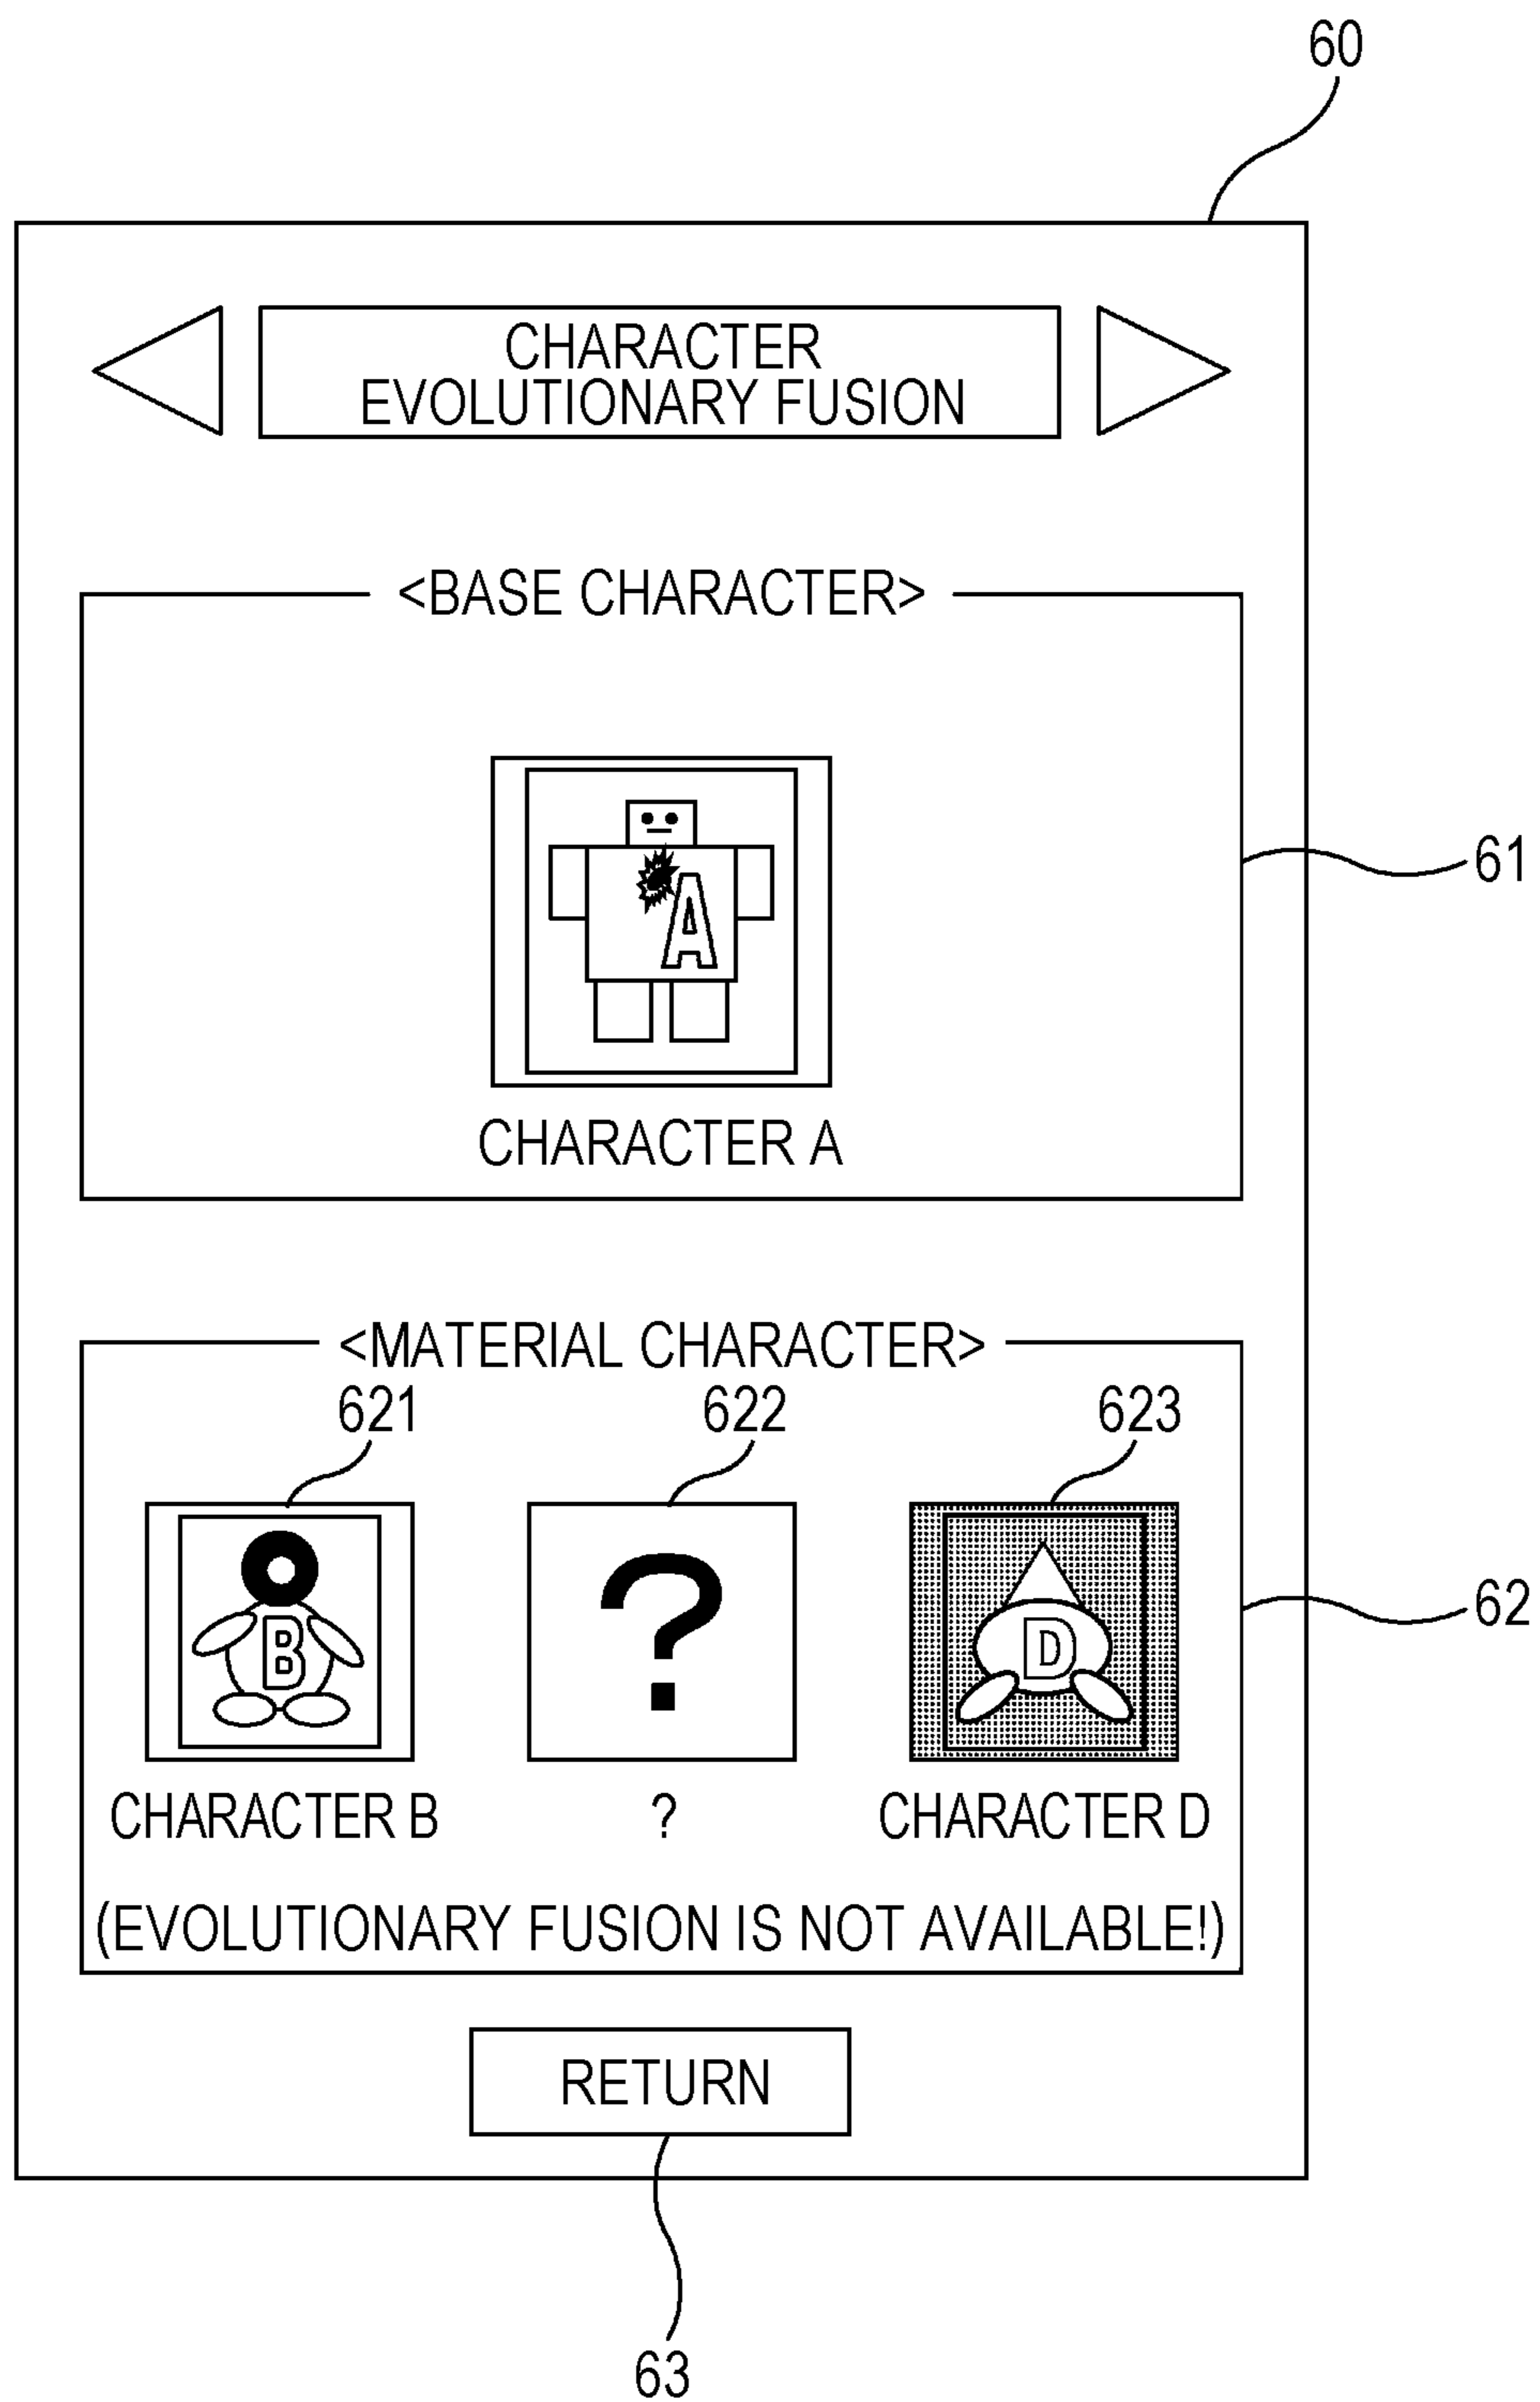 60
CHARACTER
EVOLUTIONARY FUSION
<BASE CHARACTER>
A
61
CHARACTER A
<MATERIAL CHARACTER>
621 622 623
B ? D
62
CHARACTER B ? CHARACTER D
(EVOLUTIONARY FUSION IS NOT AVAILABLE!)
RETURN
63